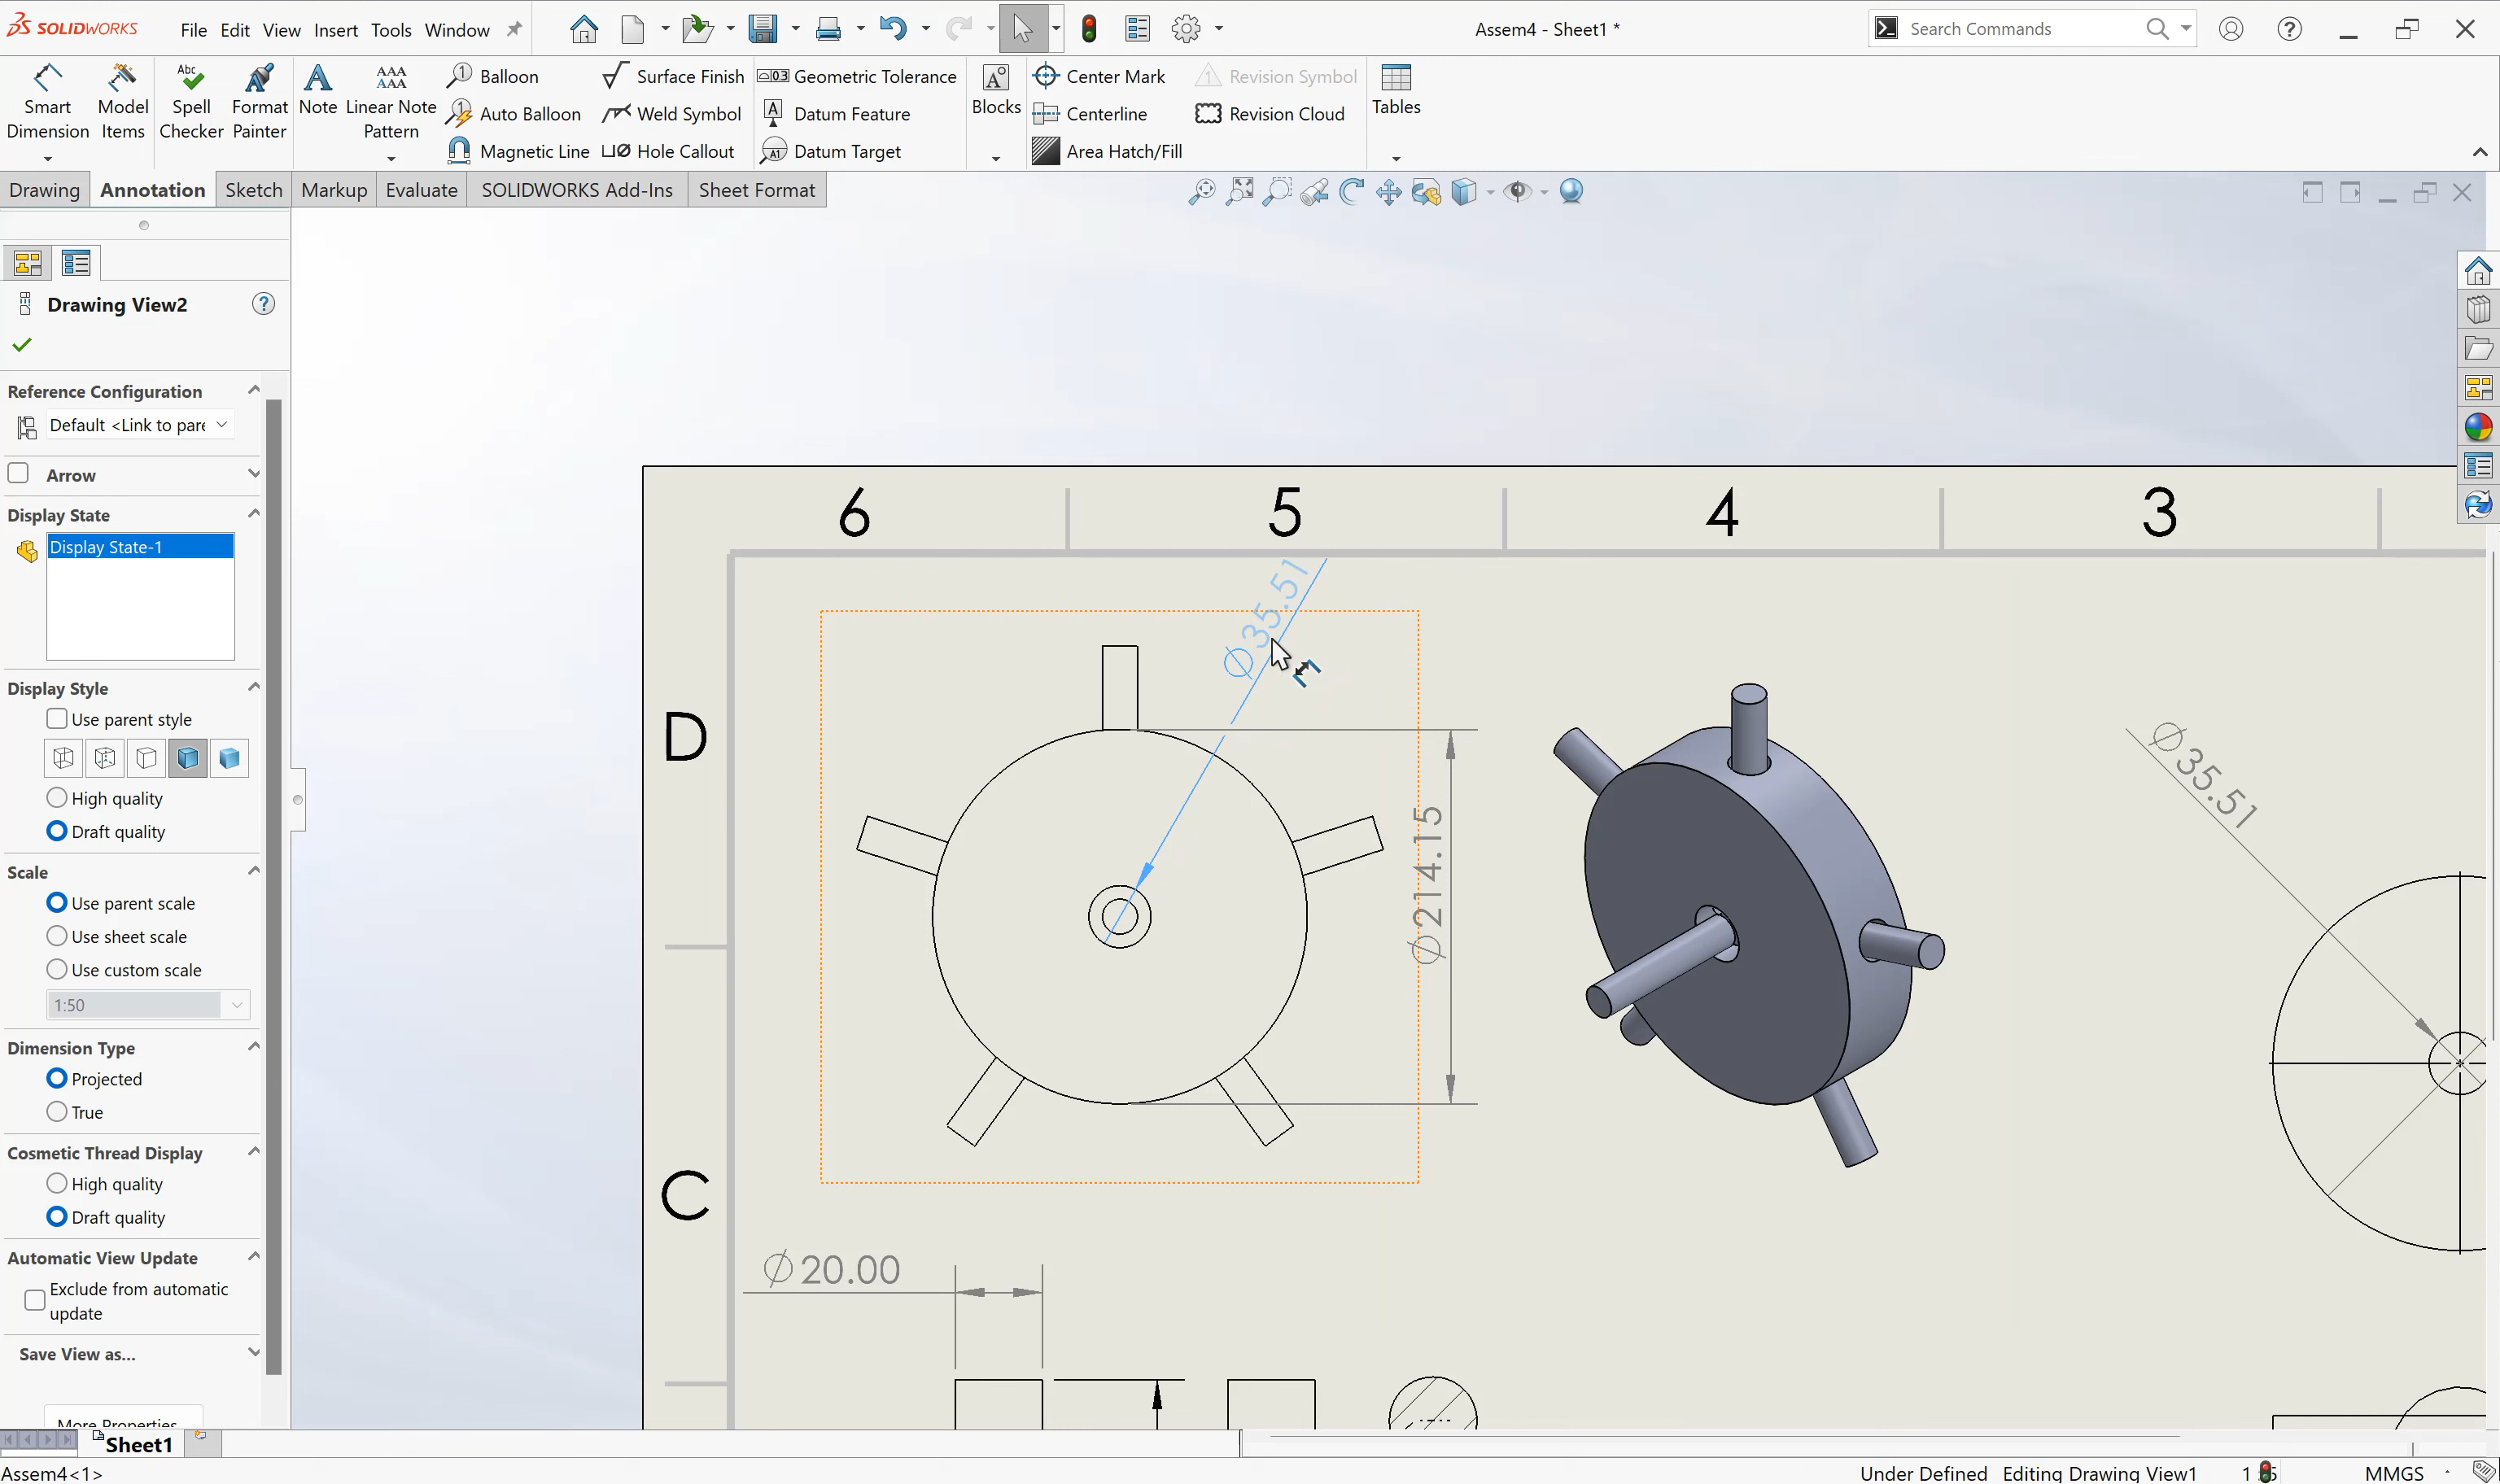 SOLIDWORKS File Edit View Insert Tools Window
Assem4 - Sheet1 *
Search Commands
Smart Dimension
Model Items
Abc
Spell Checker
Format Painter
Note
AAA
AAA
Linear Note Pattern
Balloon
Auto Balloon
Magnetic Line
Surface Finish
Weld Symbol
Hole Callout
Geometric Tolerance
Datum Feature
Datum Target
Blocks
Center Mark
Centerline
Area Hatch/Fill
Revision Symbol
Revision Cloud
Tables
Drawing Annotation Sketch Markup Evaluate SOLIDWORKS Add-Ins Sheet Format
Drawing View2
Reference Configuration
Default <Link to pare
Arrow
Display State
Display State-1
Display Style
Use parent style
High quality
Draft quality
Scale
Use parent scale
Use sheet scale
Use custom scale
1:50
Dimension Type
Projected
True
Cosmetic Thread Display
High quality
Draft quality
Automatic View Update
Exclude from automatic
update
Save View as...
More Properties
6 5 4 3
D
C
∅35.51
∅214.15
∅35.51
∅20.00
Sheet1
Assem4<1>
Under Defined Editing Drawing View1 MMGS